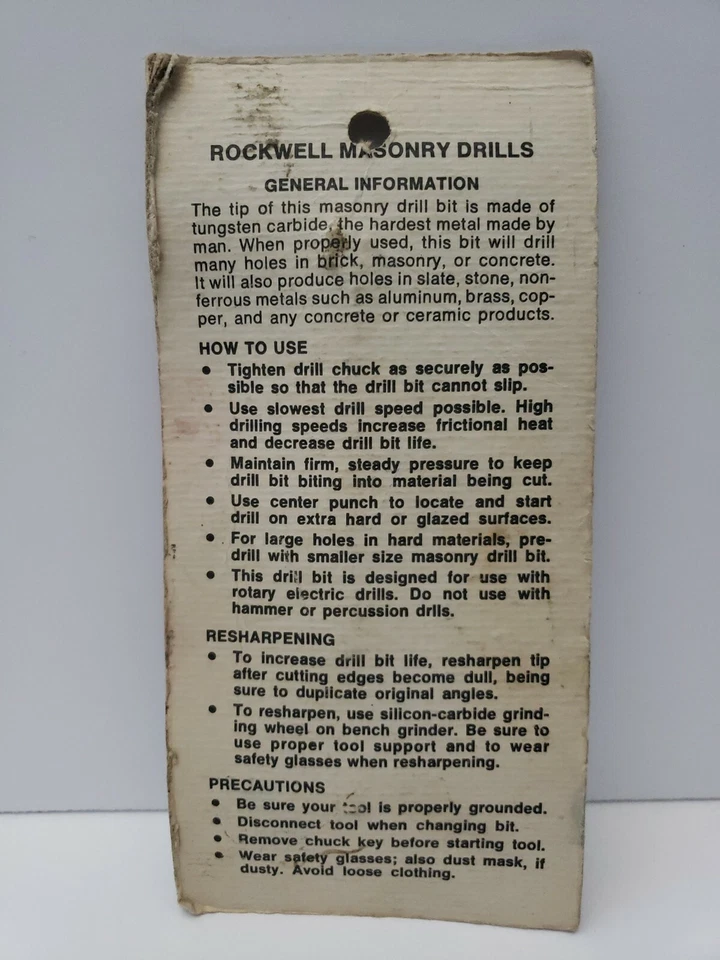 ROCKWELL MASONRY DRILLS
GENERAL INFORMATION
The tip of this masonry drill bit is made of
tungsten carbide, the hardest metal made by
man. When properly used, this bit will drill
many holes in brick, masonry, or concrete.
It will also produce holes in slate, stone, non-
ferrous metals such as aluminum, brass, cop-
per, and any concrete or ceramic products.
HOW TO USE
• Tighten drill chuck as securely as pos-
sible so that the drill bit cannot slip.
• Use slowest drill speed possible. High
drilling speeds increase frictional heat
and decrease drill bit life.
• Maintain firm, steady pressure to keep
drill bit biting into material being cut.
• Use center punch to locate and start
drill on extra hard or glazed surfaces.
• For large holes in hard materials, pre-
drill with smaller size masonry drill bit.
• This drill bit is designed for use with
rotary electric drills. Do not use with
hammer or percussion drlls.
RESHARPENING
• To increase drill bit life, resharpen tip
after cutting edges become dull, being
sure to duplicate original angles.
• To resharpen, use silicon-carbide grind-
ing wheel on bench grinder. Be sure to
use proper tool support and to wear
safety glasses when resharpening.
PRECAUTIONS
• Be sure your tool is properly grounded.
• Disconnect tool when changing bit.
• Remove chuck key before starting tool.
• Wear safety glasses; also dust mask, if
dusty. Avoid loose clothing.